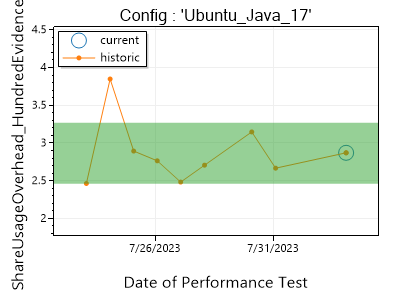 Config : 'Ubuntu_Java_17'
ShareUsageOverhead_HundredEvidence
current
historic
4.5
4
3.5
3
2.5
2
7/26/2023
7/31/2023
Date of Performance Test